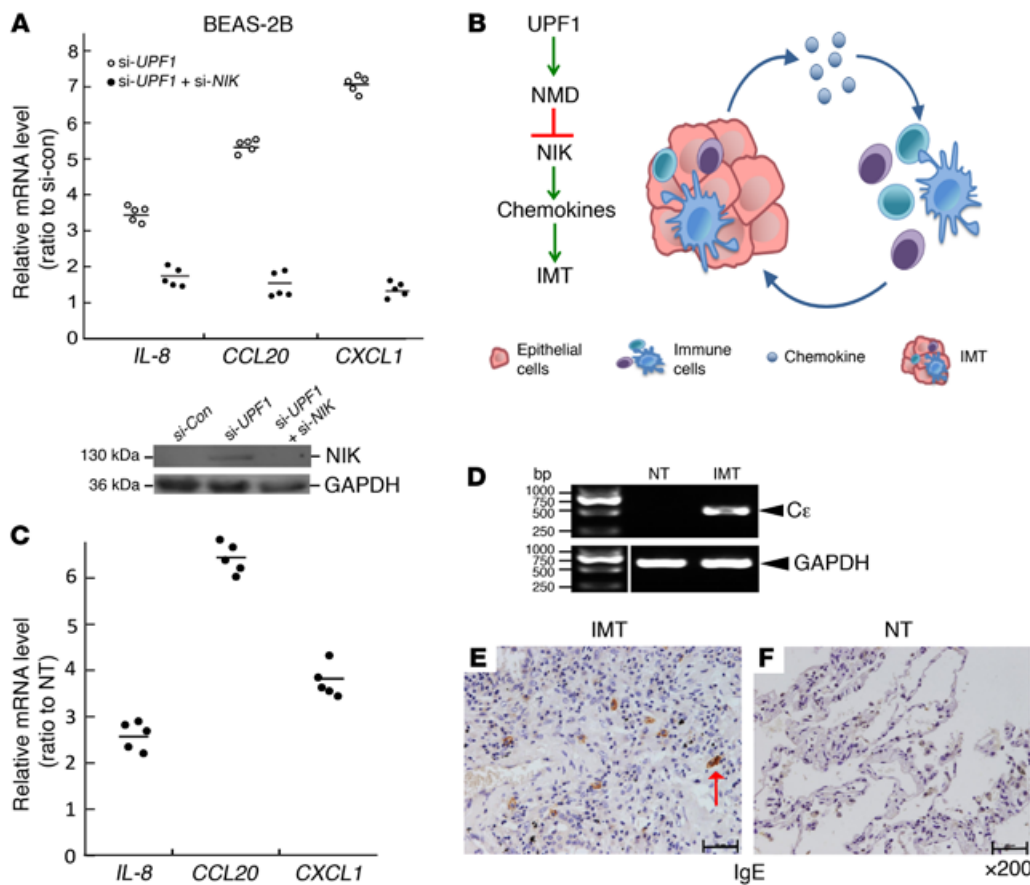 A
BEAS-2B
Relative mRNA level
(ratio to si-con)
8
7
6
5
4
3
2
1
0
si-UPF1
si-UPF1 + si-NIK
IL-8 CCL20 CXCL1
si-Con si-UPF1 si-UPF1
+ si-NIK
130 kDa NIK
36 kDa GAPDH
B
UPF1
NMD
NIK
Chemokines
IMT
Epithelial
cells
Immune
cells
Chemokine
IMT
C
Relative mRNA level
(ratio to NT)
6
5
4
3
2
1
0
IL-8 CCL20 CXCL1
D
bp NT IMT
1000
750
500
250
Cε
1000
750
500
250
GAPDH
IMT NT
E F
IgE ×200